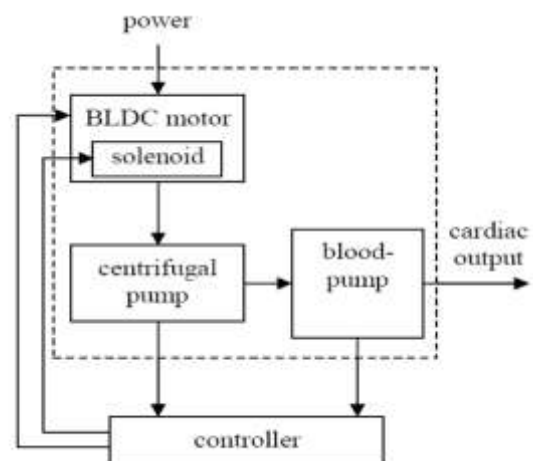 power
BLDC motor
solenoid
centrifugal
pump
blood-
pump
cardiac
output
controller